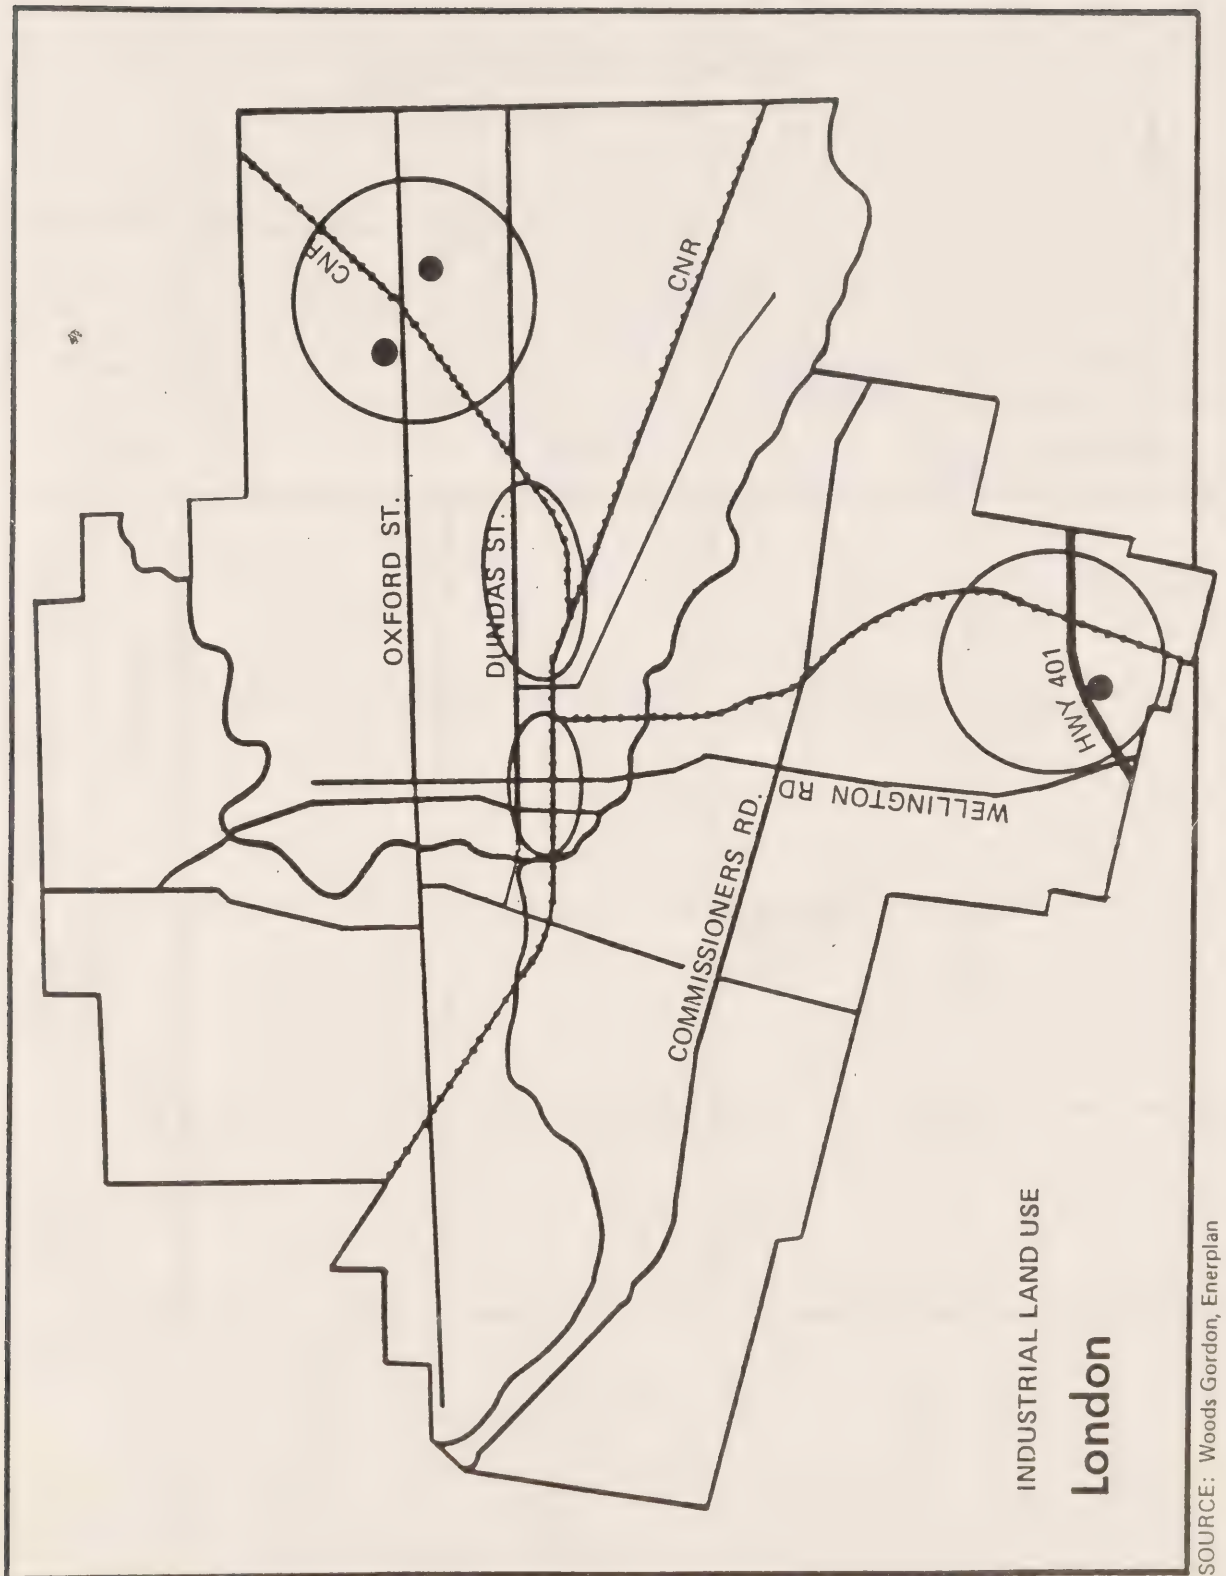 CNR
OXFORD ST.
DUNDAS ST.
CNR
COMMISSIONERS RD.
WELLINGTON RD
HWY 401
INDUSTRIAL LAND USE
London
SOURCE: Woods Gordon, Enerplan